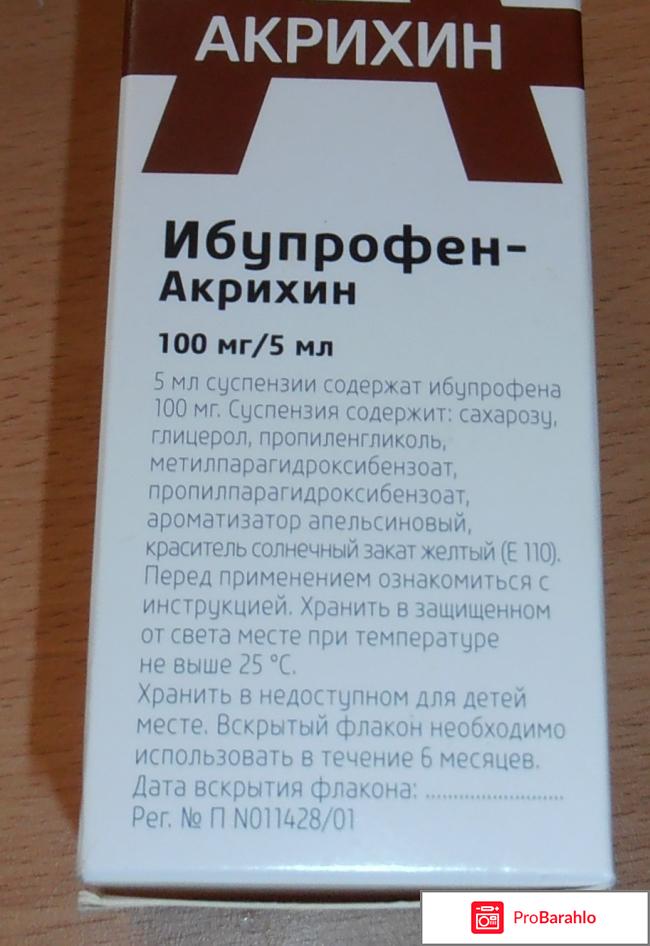 АКРИХИН
Ибупрофен-
Акрихин
100 мг/5 мл
5 мл суспензии содержат ибупрофена
100 мг. Суспензия содержит: сахарозу,
глицерол, пропиленгликоль,
метилпарагидроксибензоат,
пропилпарагидроксибензоат,
ароматизатор апельсиновый,
краситель солнечный закат желтый (Е 110).
Перед применением ознакомиться с
инструкцией. Хранить в защищенном
от света месте при температуре
не выше 25 °С.
Хранить в недоступном для детей
месте. Вскрытый флакон необходимо
использовать в течение 6 месяцев.
Дата вскрытия флакона: ........................
Рег. № П N011428/01
ProBarahlo